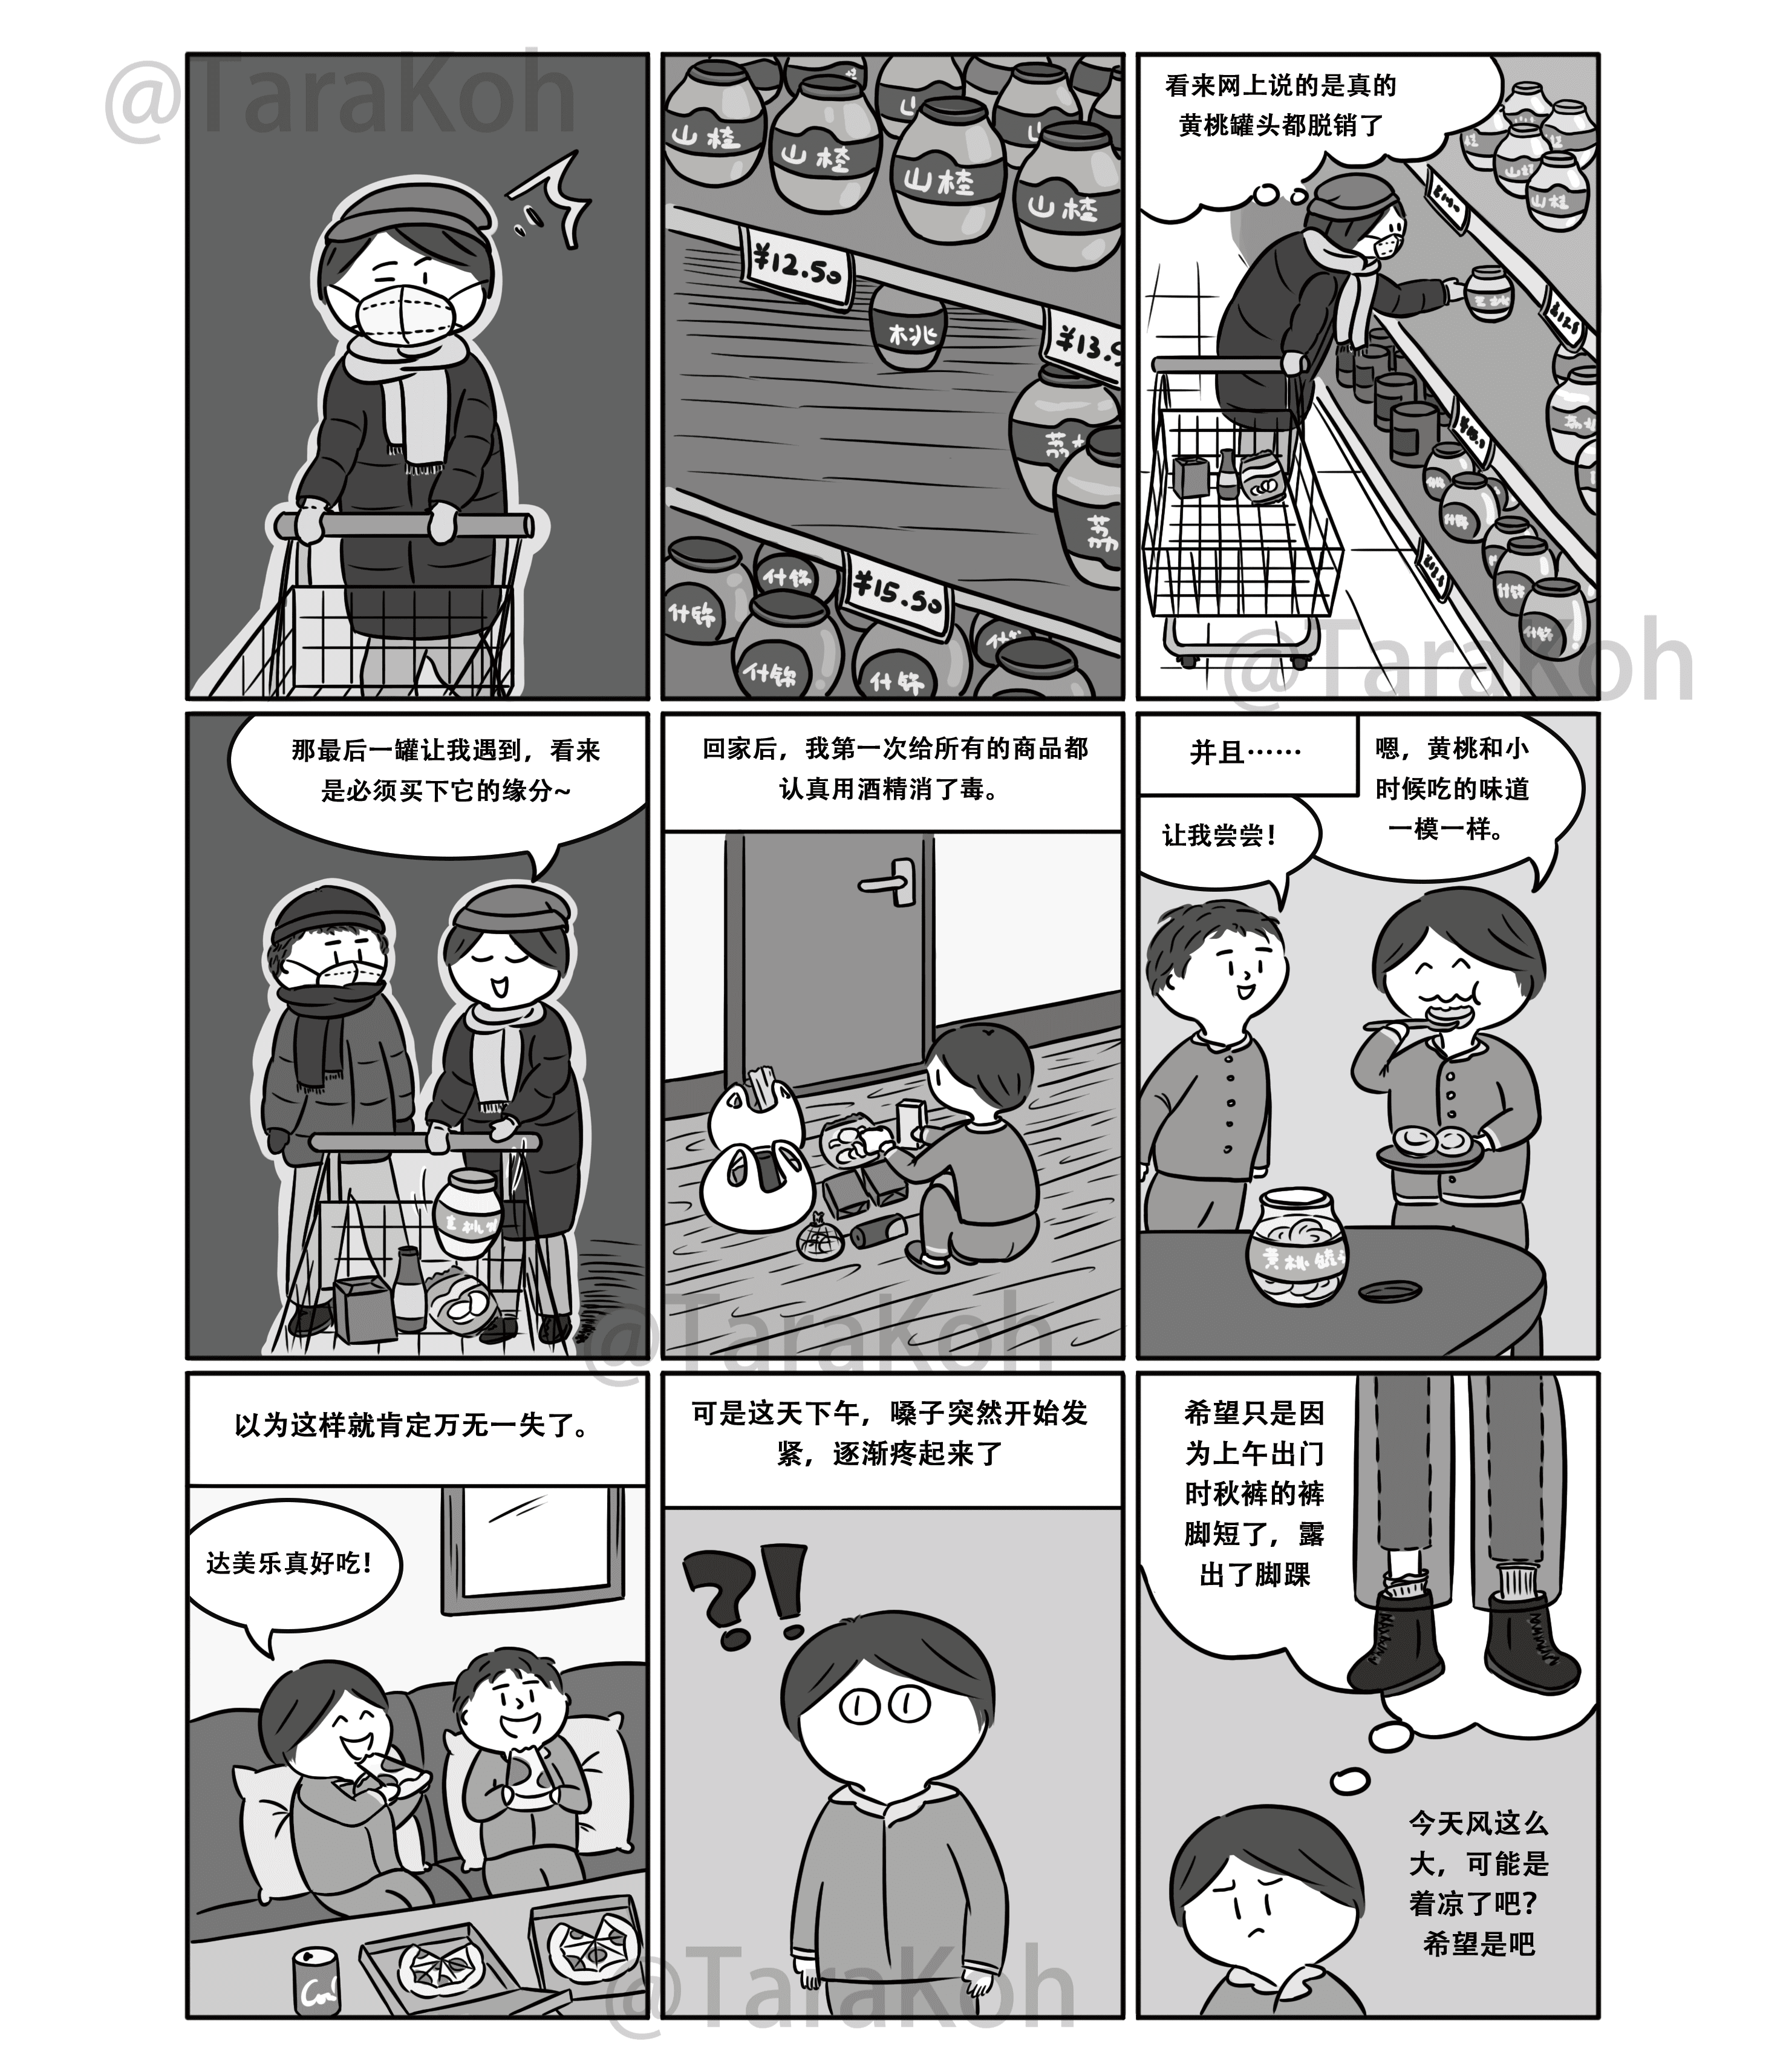 @TaraKoh
山楂
山楂
山楂
山楂
¥12.50
桃
¥13.9
荔
什锦
什锦
¥15.50
什锦
什锦
看来网上说的是真的
黄桃罐头都脱销了
山楂
什锦
什锦
@TaraKoh
那最后一罐让我遇到，看来
是必须买下它的缘分~
回家后，我第一次给所有的商品都
认真用酒精消了毒。
并且……
嗯，黄桃和小
时候吃的味道
一模一样。
让我尝尝！
黄桃罐
@TaraKoh
以为这样就肯定万无一失了。
达美乐真好吃！
可是这天下午，嗓子突然开始发
紧，逐渐疼起来了
?!
希望只是因
为上午出门
时秋裤的裤
脚短了，露
出了脚踝
今天风这么
大，可能是
着凉了吧？
希望是吧
@TaraKoh